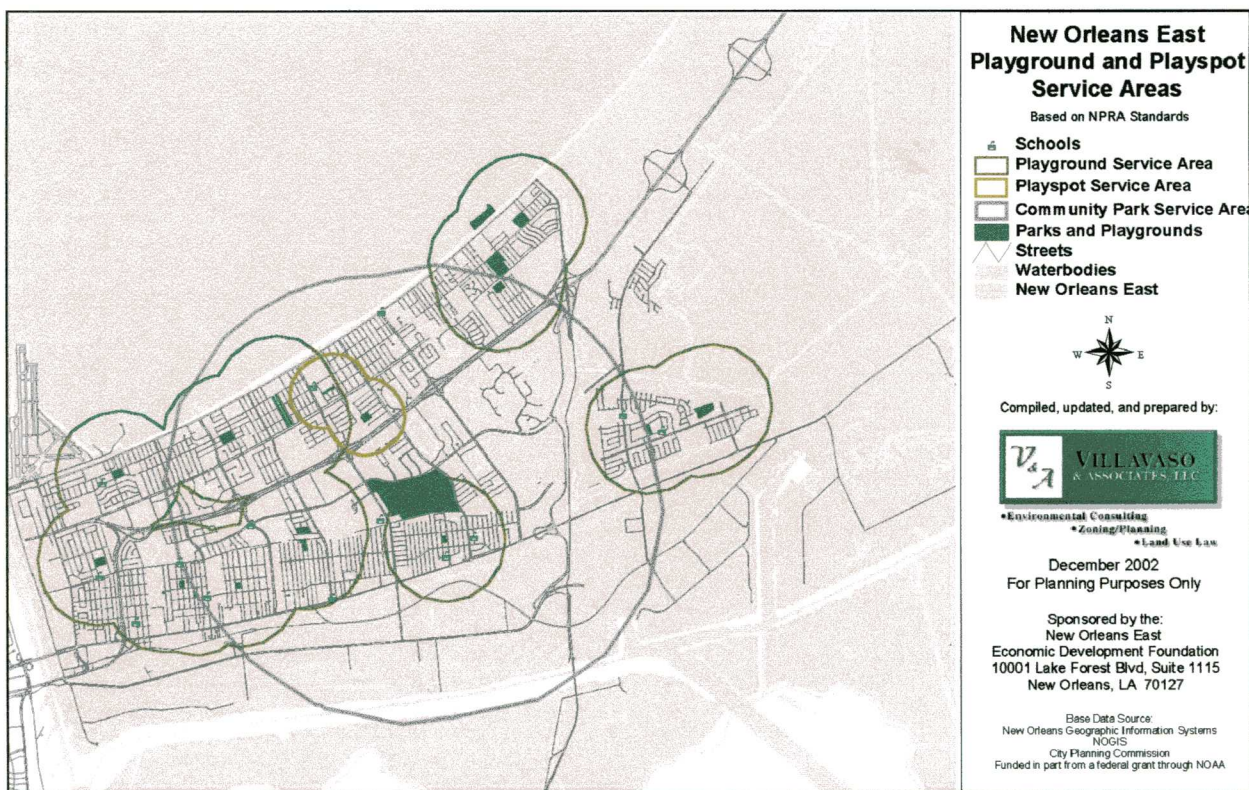 New Orleans East
Playground and Playspot
Service Areas
Based on NPRA Standards
Schools
Playground Service Area
Playspot Service Area
Community Park Service Area
Parks and Playgrounds
Streets
Waterbodies
New Orleans East
N
W E
S
Compiled, updated, and prepared by:
V & A
VILLAVASO
& ASSOCIATES, LLC
•Environmental Consulting
•Zoning/Planning
•Land Use Law
December 2002
For Planning Purposes Only
Sponsored by the:
New Orleans East
Economic Development Foundation
10001 Lake Forest Blvd, Suite 1115
New Orleans, LA 70127
Base Data Source:
New Orleans Geographic Information Systems
NOGIS
City Planning Commission
Funded in part from a federal grant through NOAA